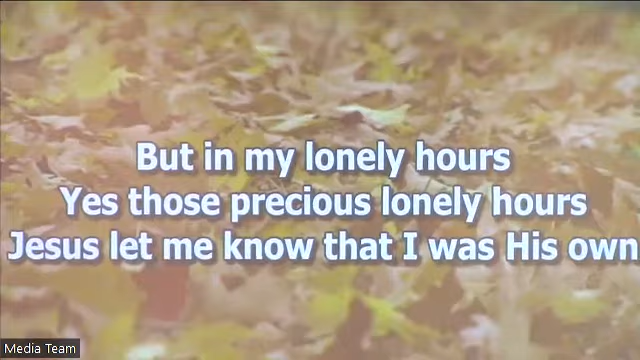 But in my lonely hours
Yes those precious lonely hours
Jesus let me know that I was His own
Media Team